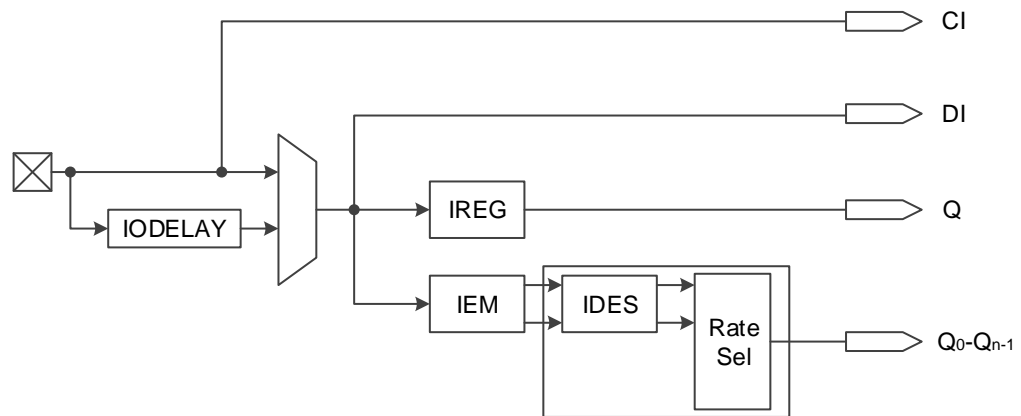 CI
DI
IREG
Q
IODELAY
IEM
IDES
Rate
Sel
Q0-Qn-1